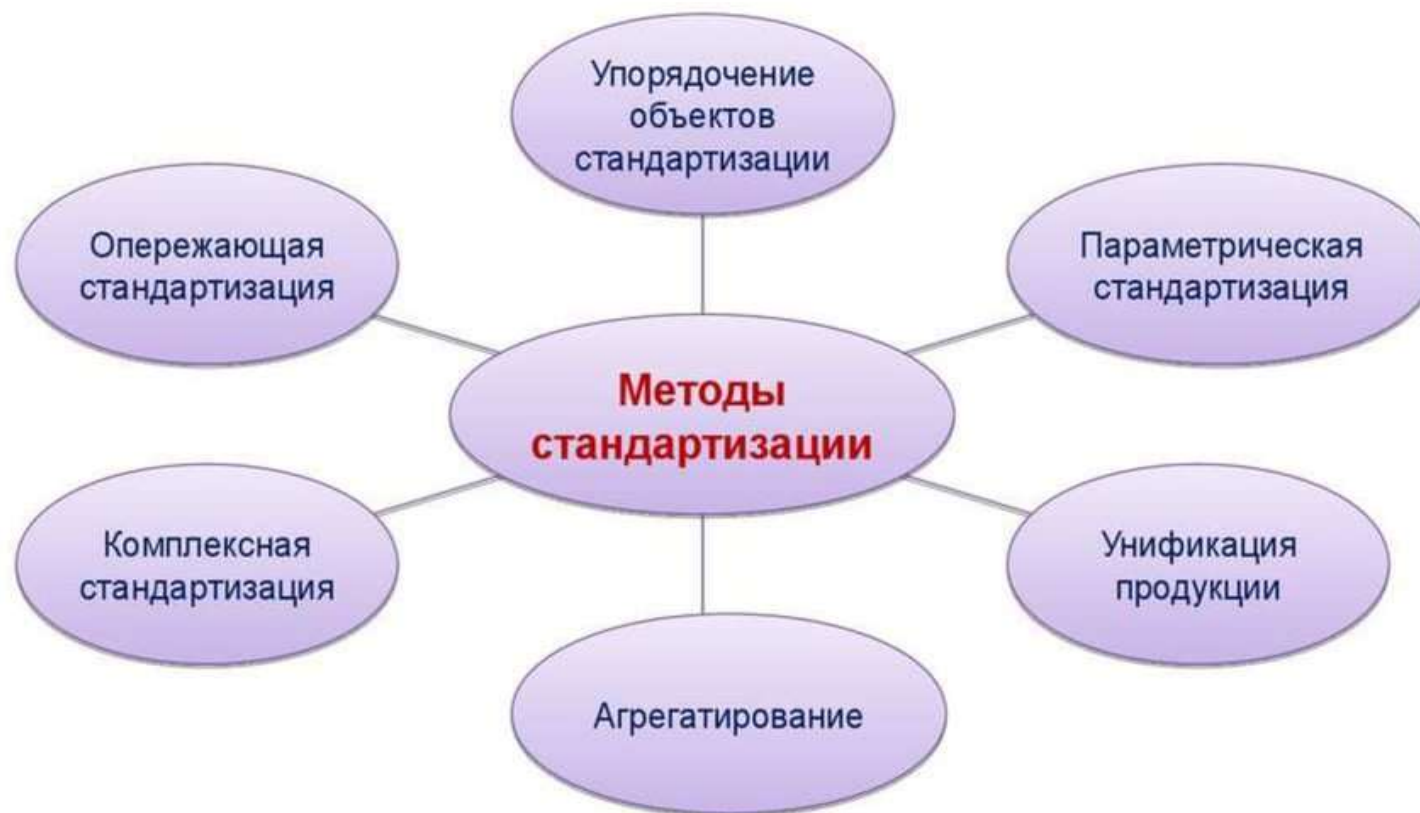 Упорядочение
объектов
стандартизации
Опережающая
стандартизация
Параметрическая
стандартизация
Методы
стандартизации
Комплексная
стандартизация
Унификация
продукции
Агрегатирование